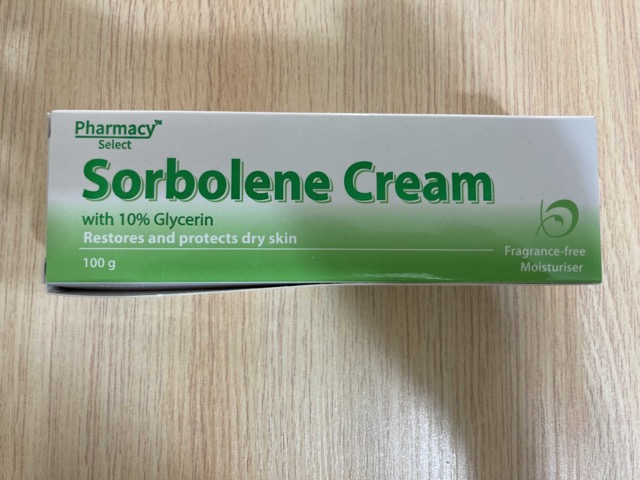 Pharmacy™
Select
Sorbolene Cream
with 10% Glycerin
Restores and protects dry skin
100 g
Fragrance-free
Moisturiser